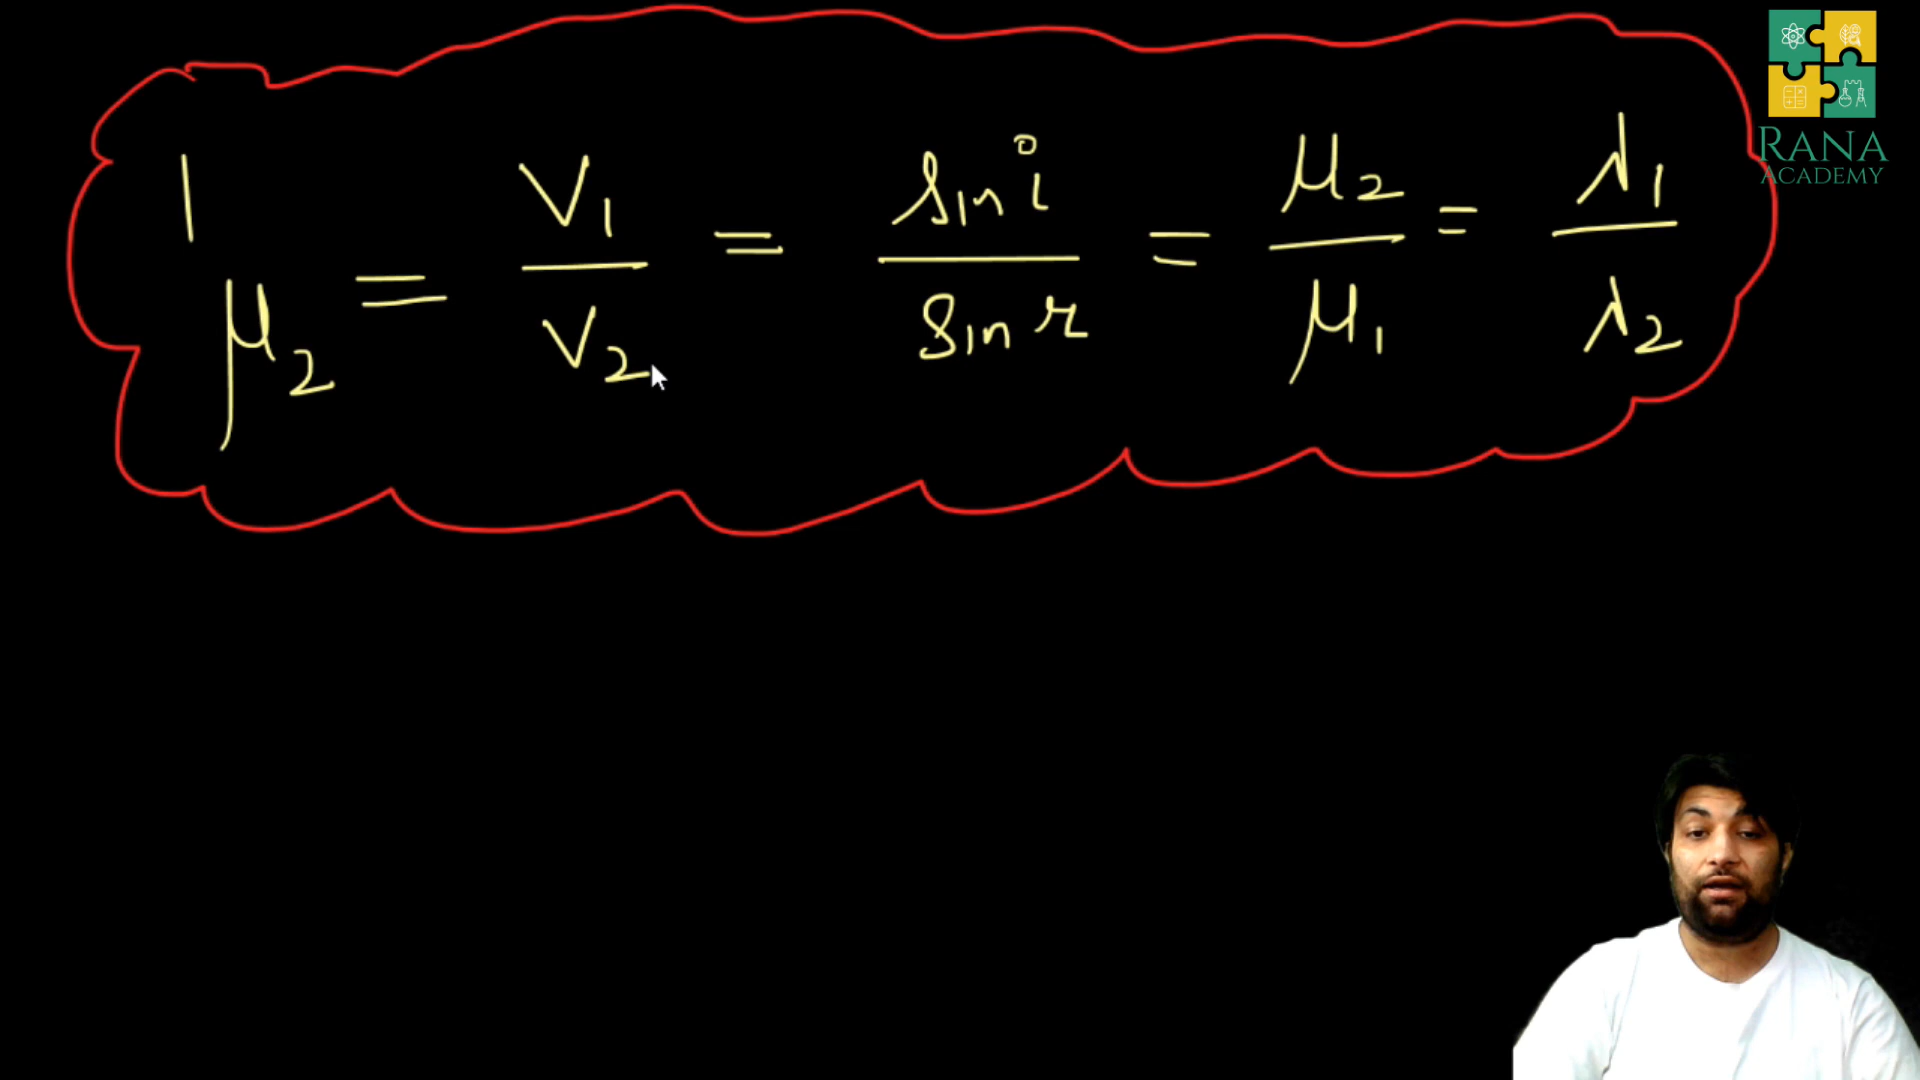 ¹μ₂ = V₁/V₂ = sin i/sin r = μ₂/μ₁ = λ₁/λ₂
RANA
ACADEMY